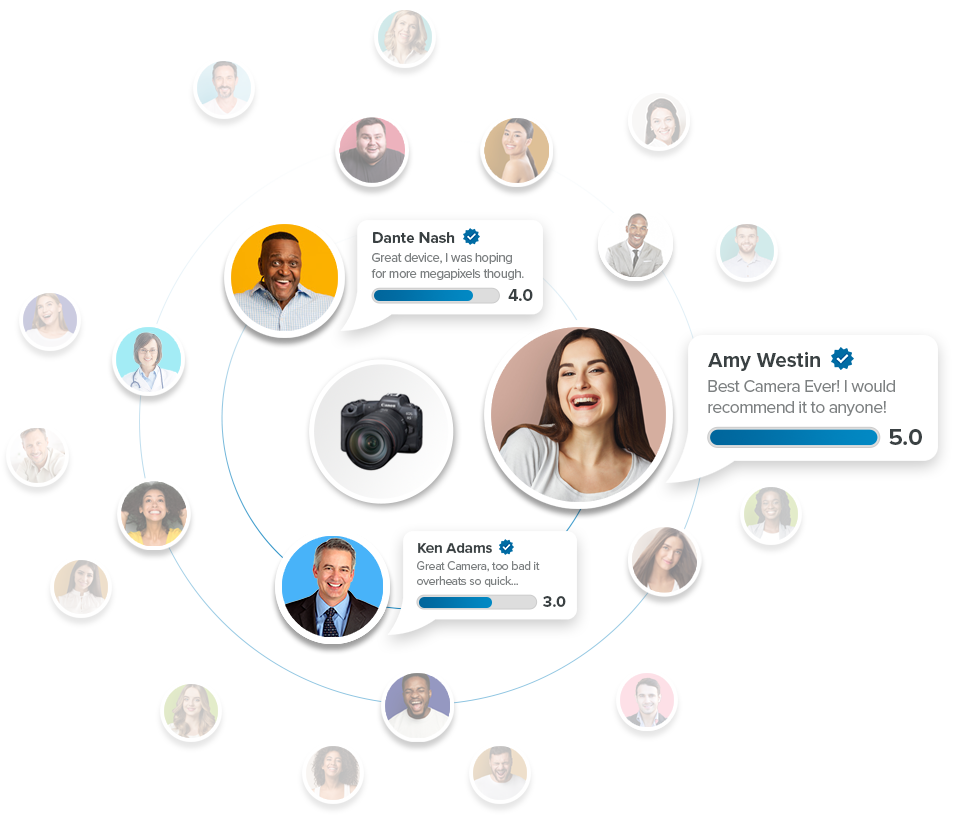 Dante Nash
Great device, I was hoping
for more megapixels though.
4.0
Amy Westin
Best Camera Ever! I would
recommend it to anyone!
5.0
Ken Adams
Great Camera, too bad it
overheats so quick...
3.0